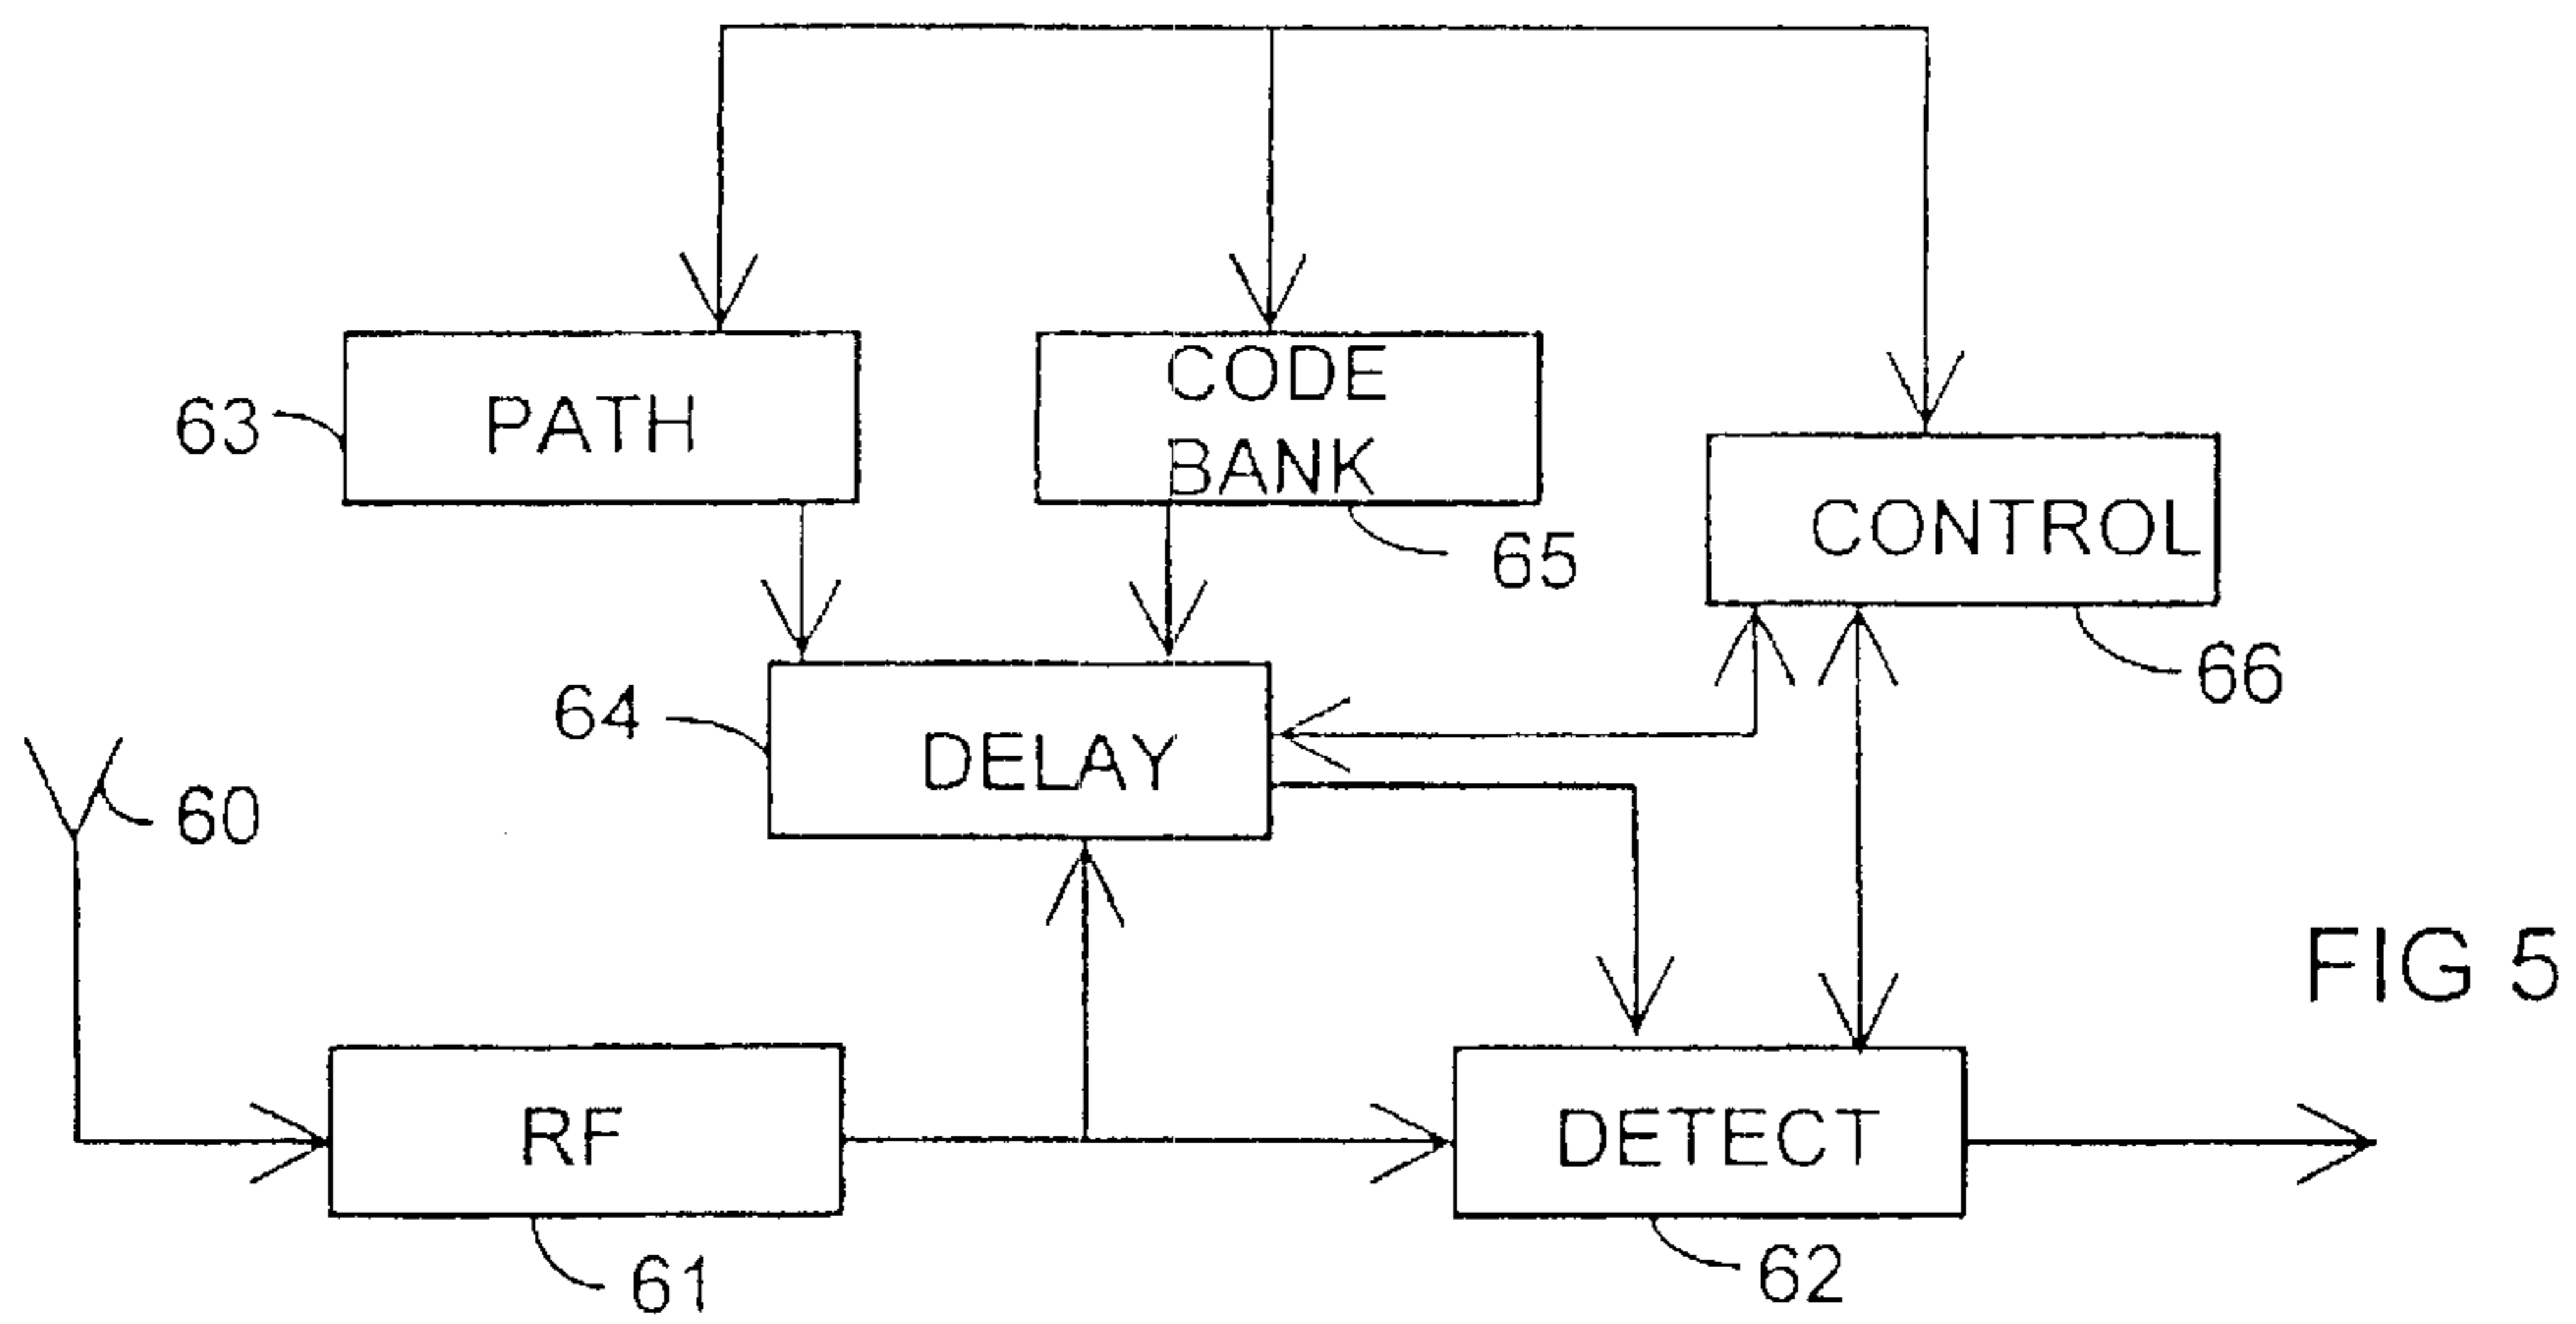 CODE
BANK
63
PATH
CONTROL
65
66
64
DELAY
60
FIG 5
RF
DETECT
61
62